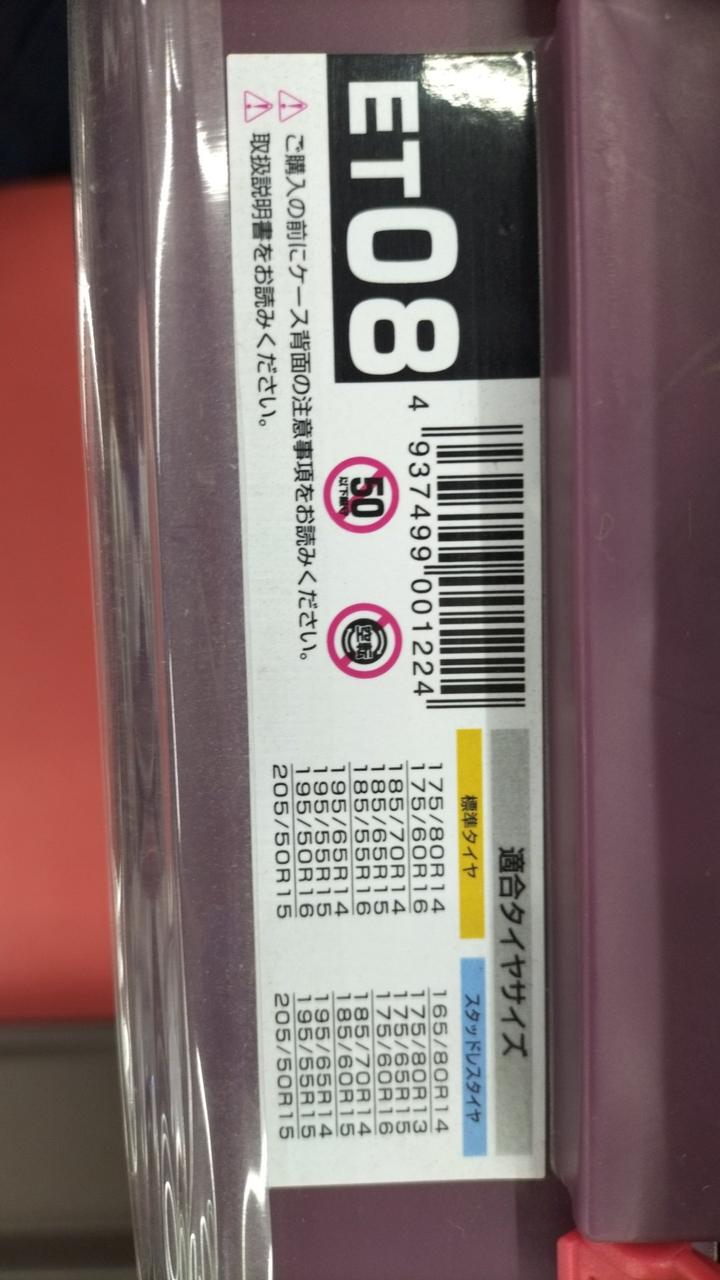 ET08
4 937499 001224
50
以下厳守
空転
⚠ ご購入の前にケース背面の注意事項をお読みください。
⚠ 取扱説明書をお読みください。
適合タイヤサイズ
標準タイヤ
175/80R14
175/60R16
185/70R14
185/65R15
185/55R16
195/65R14
195/55R15
195/50R16
205/50R15
スタッドレスタイヤ
165/80R14
175/80R13
175/65R15
175/60R16
185/70R14
185/60R15
195/65R14
195/55R15
205/50R15